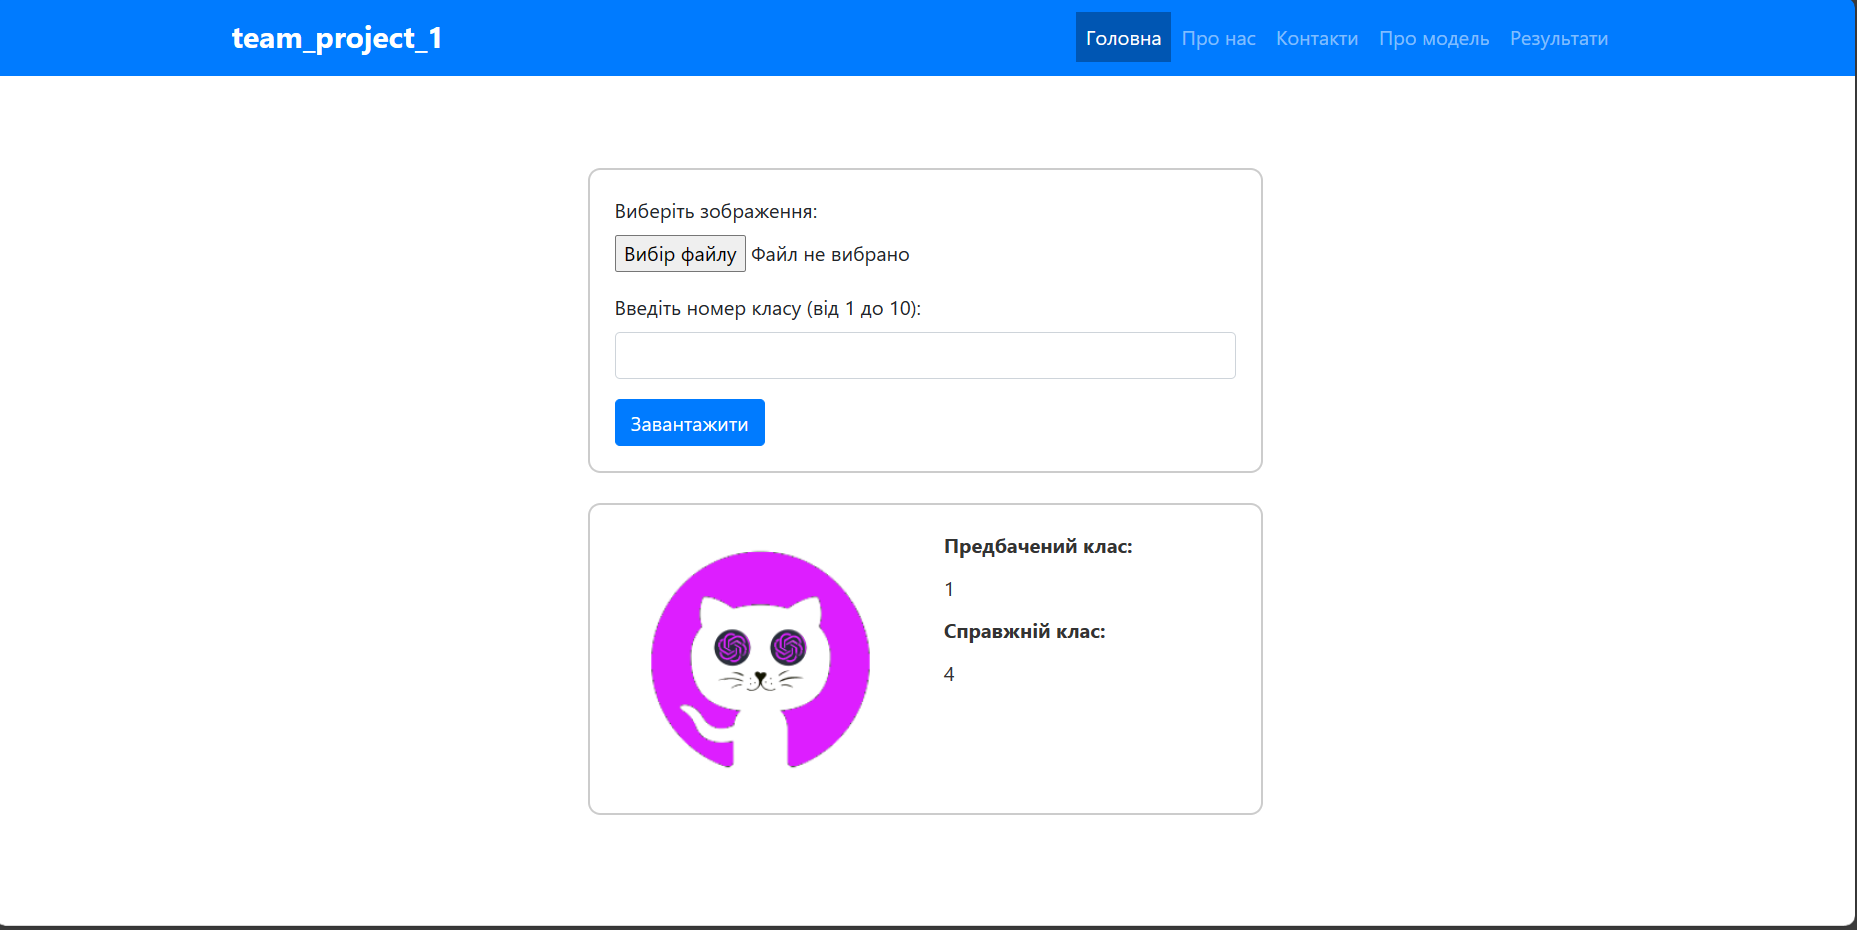 team_project_1
Головна Про нас Контакти Про модель Результати
Виберіть зображення:
Вибір файлу Файл не вибрано
Введіть номер класу (від 1 до 10):
Завантажити
Предбачений клас:
1
Справжній клас:
4